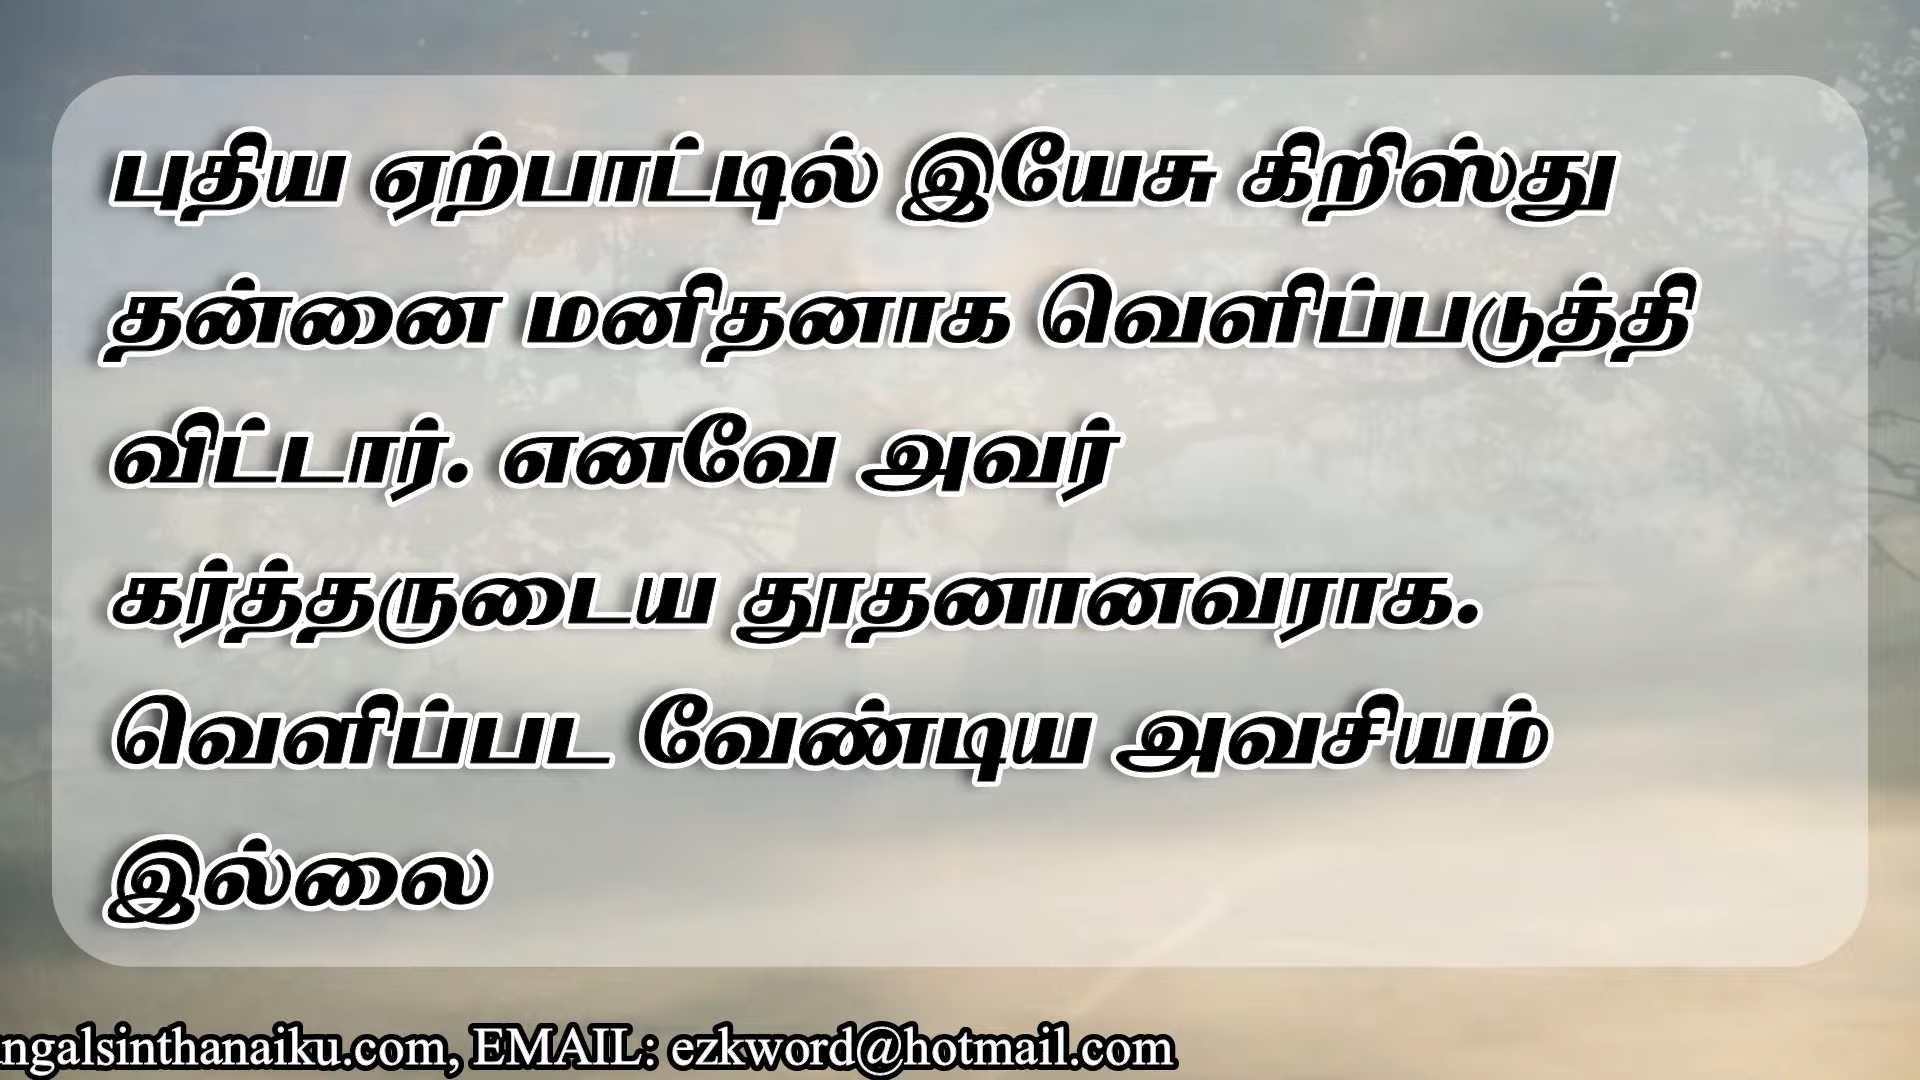 புதிய ஏற்பாட்டில் இயேசு கிறிஸ்து
தன்னை மனிதனாக வெளிப்படுத்தி
விட்டார். எனவே அவர்
கர்த்தருடைய தூதனானவராக.
வெளிப்பட வேண்டிய அவசியம்
இல்லை
ngalsinthanaiku.com, EMAIL: ezkword@hotmail.com